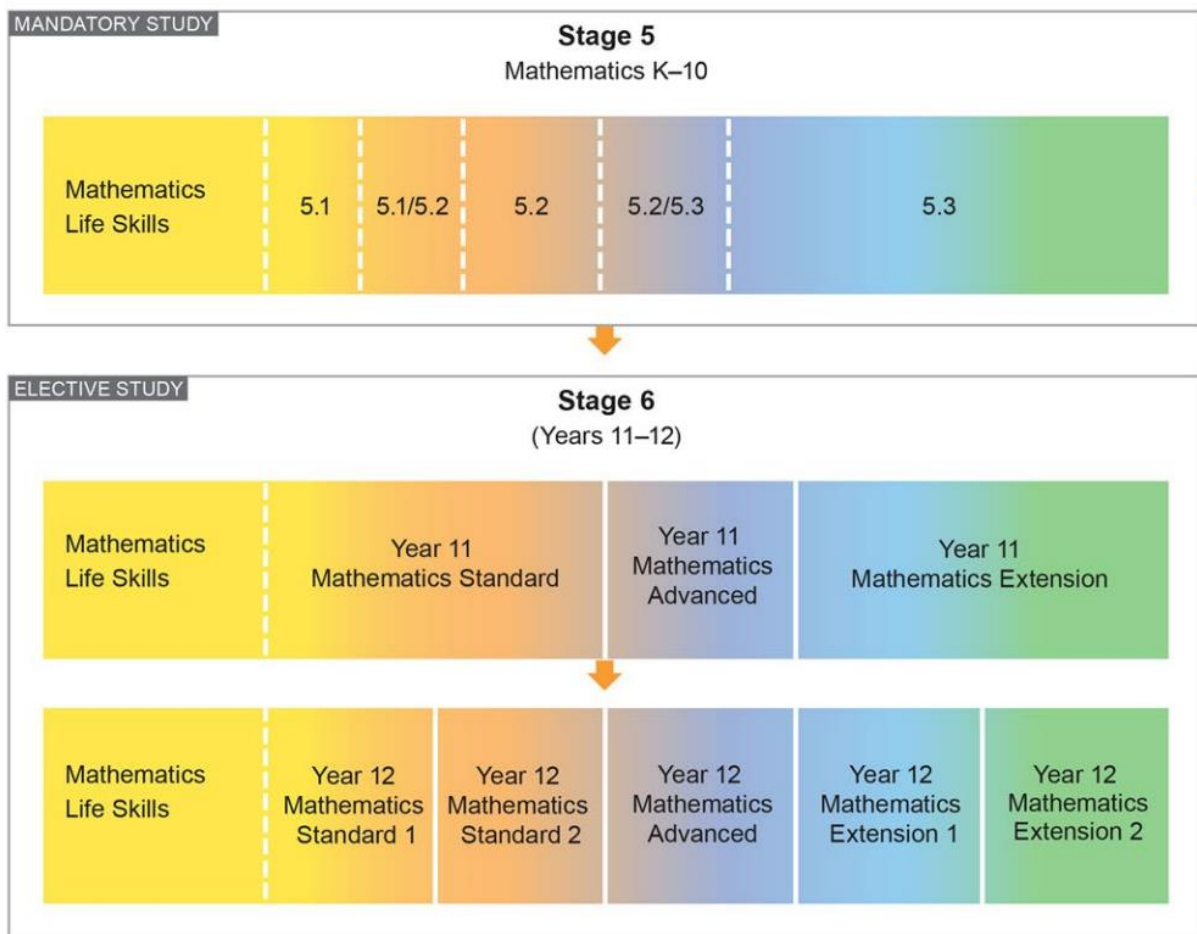 MANDATORY STUDY
Stage 5
Mathematics K–10
Mathematics
Life Skills
5.1
5.1/5.2
5.2
5.2/5.3
5.3
ELECTIVE STUDY
Stage 6
(Years 11–12)
Mathematics
Life Skills
Year 11
Mathematics Standard
Year 11
Mathematics
Advanced
Year 11
Mathematics Extension
Mathematics
Life Skills
Year 12
Mathematics
Standard 1
Year 12
Mathematics
Standard 2
Year 12
Mathematics
Advanced
Year 12
Mathematics
Extension 1
Year 12
Mathematics
Extension 2